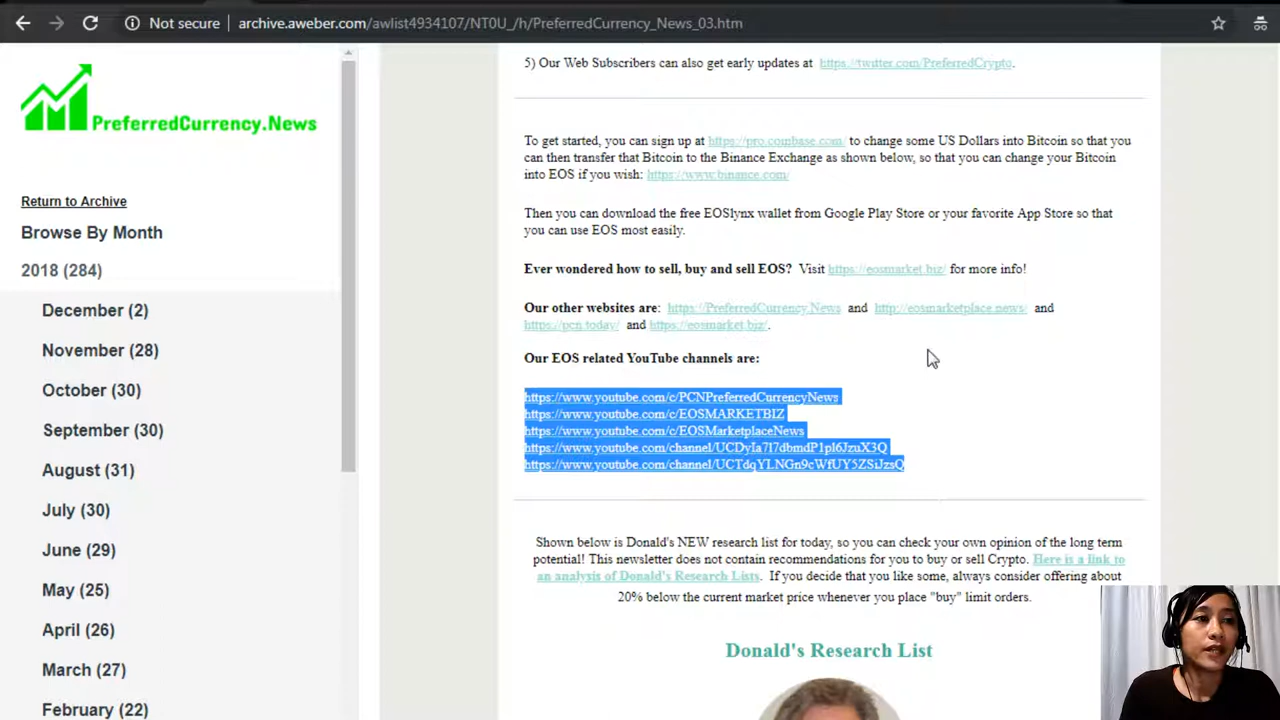 Not secure | archive.aweber.com/awlist4934107/NT0U_/h/PreferredCurrency_News_03.htm
PreferredCurrency.News
Return to Archive
Browse By Month
2018 (284)
December (2)
November (28)
October (30)
September (30)
August (31)
July (30)
June (29)
May (25)
April (26)
March (27)
February (22)
5) Our Web Subscribers can also get early updates at https://twitter.com/PreferredCrypto.
To get started, you can sign up at https://pro.coinbase.com/ to change some US Dollars into Bitcoin so that you
can then transfer that Bitcoin to the Binance Exchange as shown below, so that you can change your Bitcoin
into EOS if you wish: https://www.binance.com/
Then you can download the free EOSlynx wallet from Google Play Store or your favorite App Store so that
you can use EOS most easily.
Ever wondered how to sell, buy and sell EOS? Visit https://eosmarket.biz/ for more info!
Our other websites are: https://PreferredCurrency.News and http://eosmarketplace.news/ and
https://pcn.today/ and https://eosmarket.biz/.
Our EOS related YouTube channels are:
https://www.youtube.com/c/PCNPreferredCurrencyNews
https://www.youtube.com/c/EOSMARKETBIZ
https://www.youtube.com/c/EOSMarketplaceNews
Shown below is Donald's NEW research list for today, so you can check your own opinion of the long term
potential! This newsletter does not contain recommendations for you to buy or sell Crypto. Here is a link to
an analysis of Donald's Research Lists. If you decide that you like some, always consider offering about
20% below the current market price whenever you place "buy" limit orders.
Donald's Research List